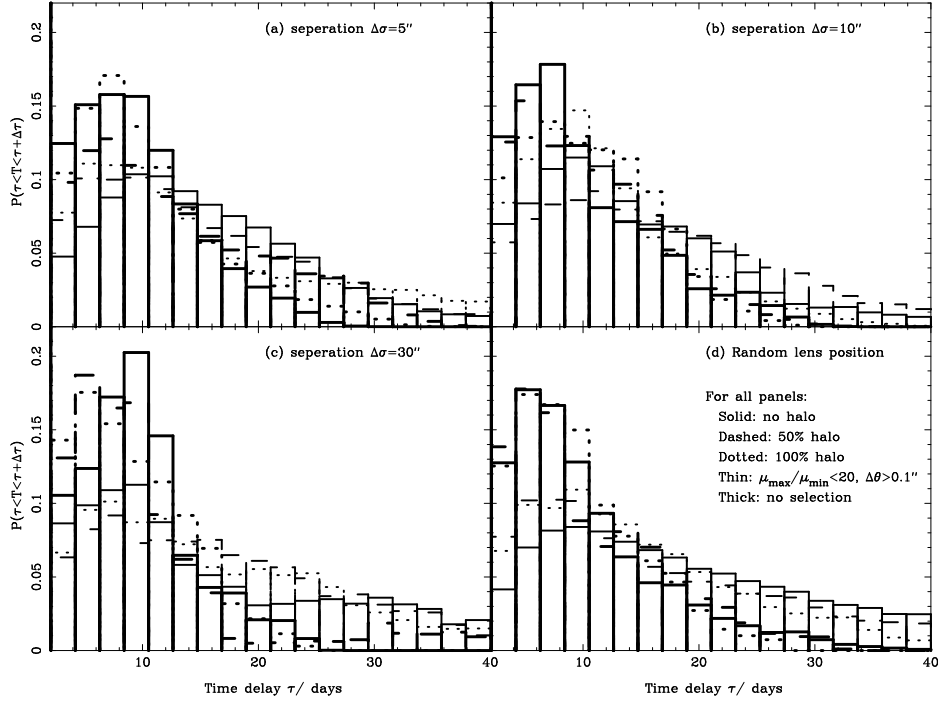 (a) seperation Δσ=5″
(b) seperation Δσ=10″
0.2
0.15
0.1
0.05
0
P(τ<T<τ+Δτ)
(c) seperation Δσ=30″
(d) Random lens position
For all panels:
Solid: no halo
Dashed: 50% halo
Dotted: 100% halo
Thin: μmax/μmin<20, Δθ>0.1″
Thick: no selection
0.2
0.15
0.1
0.05
0
P(τ<T<τ+Δτ)
10 20 30 40 10 20 30 40
Time delay τ/ days
Time delay τ/ days